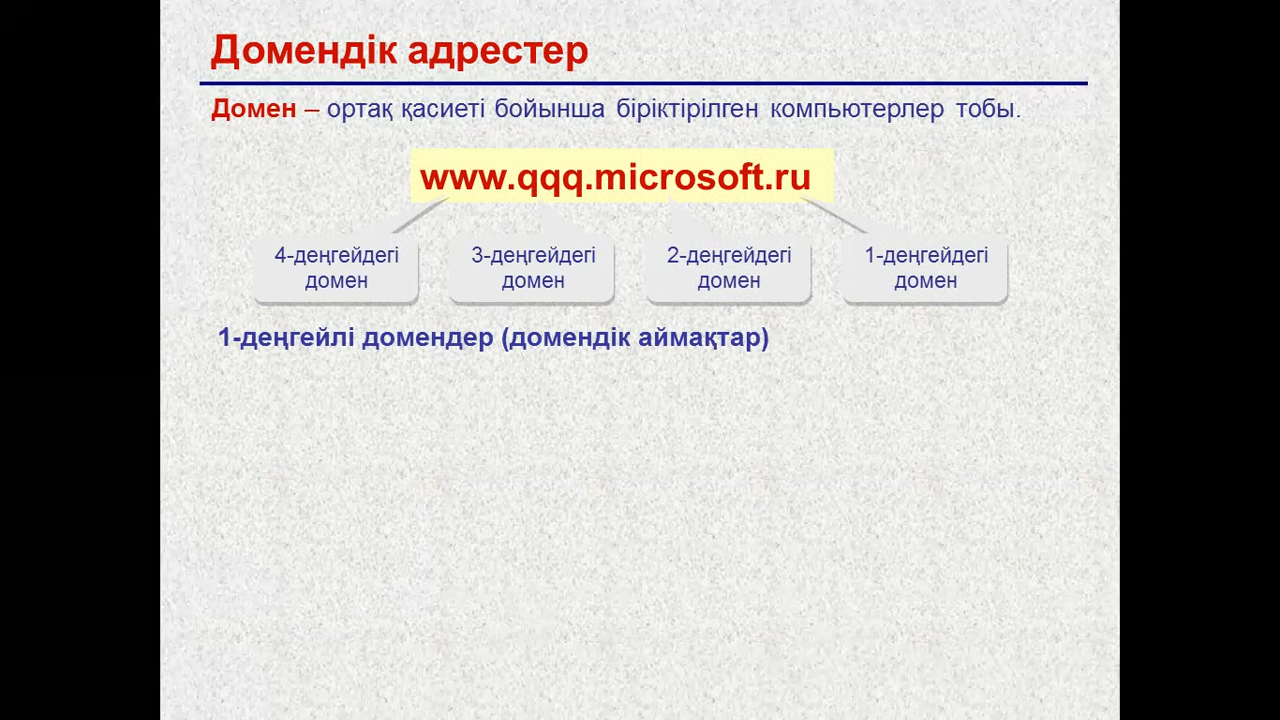 Домендік адрестер
Домен – ортақ қасиеті бойынша біріктірілген компьютерлер тобы.
www.qqq.microsoft.ru
4-деңгейдегі домен
3-деңгейдегі домен
2-деңгейдегі домен
1-деңгейдегі домен
1-деңгейлі домендер (домендік аймақтар)